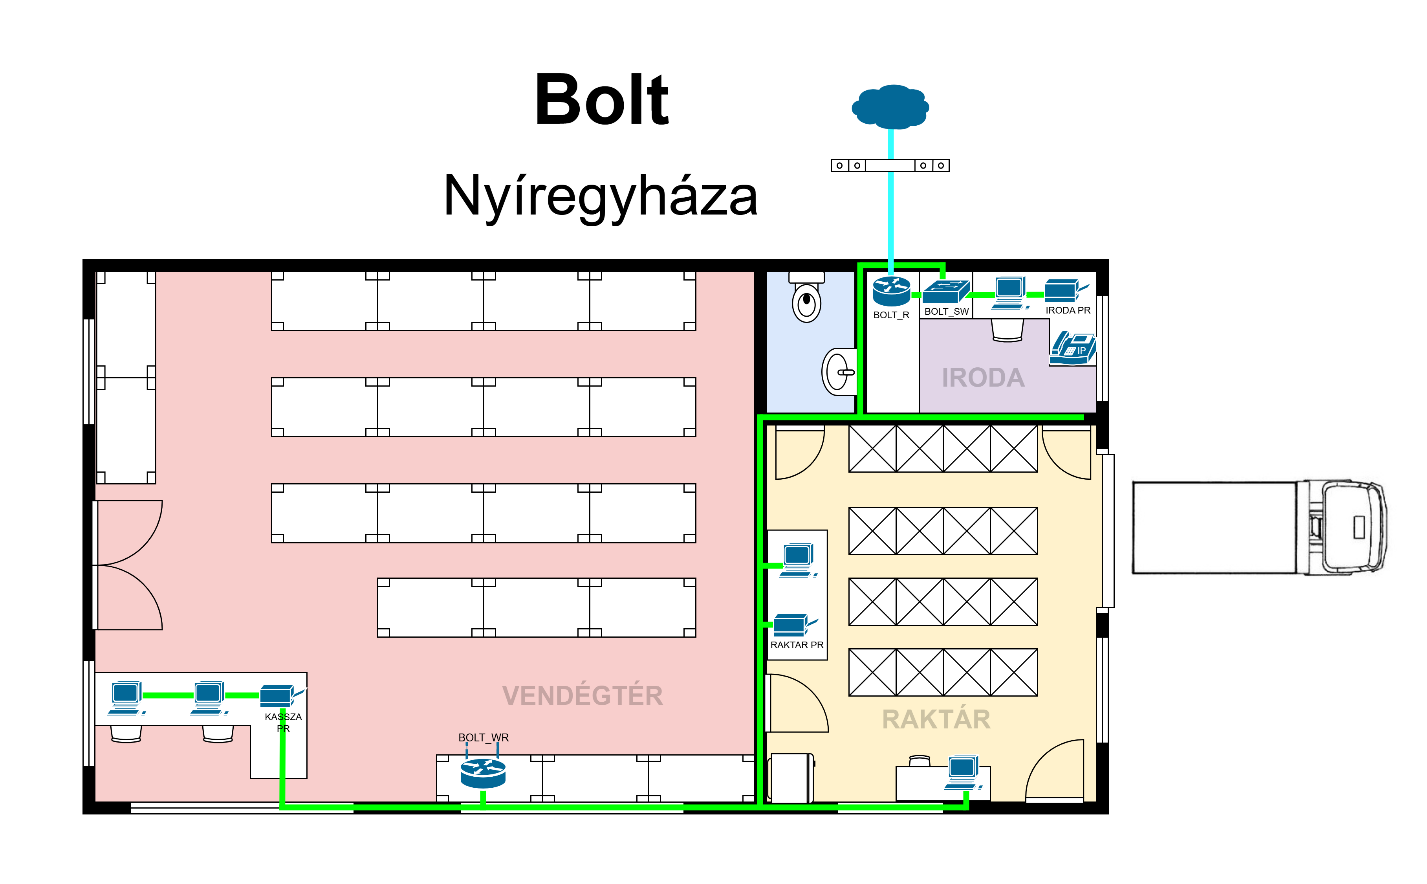 Bolt
Nyíregyháza
BOLT_R
BOLT_SW
IRODA PR
IP
IRODA
RAKTAR PR
VENDÉGTÉR
RAKTÁR
KASSZA
PR
BOLT_WR